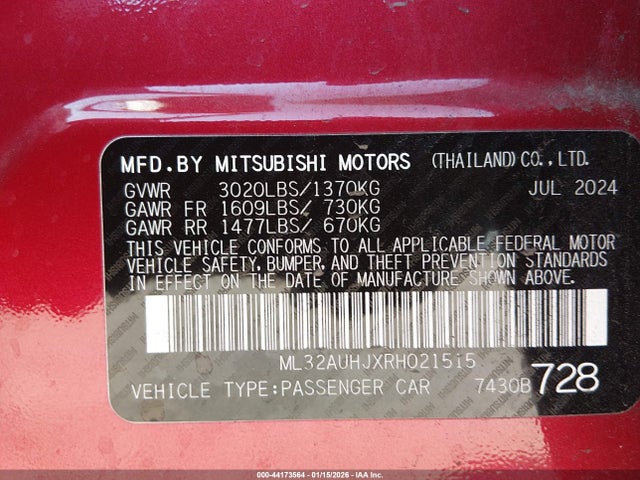 MFD.BY MITSUBISHI MOTORS (THAILAND)CO.,LTD.
GVWR 3020LBS/1370KG JUL 2024
GAWR FR 1609LBS/ 730KG
GAWR RR 1477LBS/ 670KG
THIS VEHICLE CONFORMS TO ALL APPLICABLE FEDERAL MOTOR
VEHICLE SAFETY, BUMPER, AND THEFT PREVENTION STANDARDS
IN EFFECT ON THE DATE OF MANUFACTURE SHOWN ABOVE.
ML32AUHJXRH021515
VEHICLE TYPE:PASSENGER CAR 7430B 728
000-44173564 - 01/15/2026 - IAA Inc.